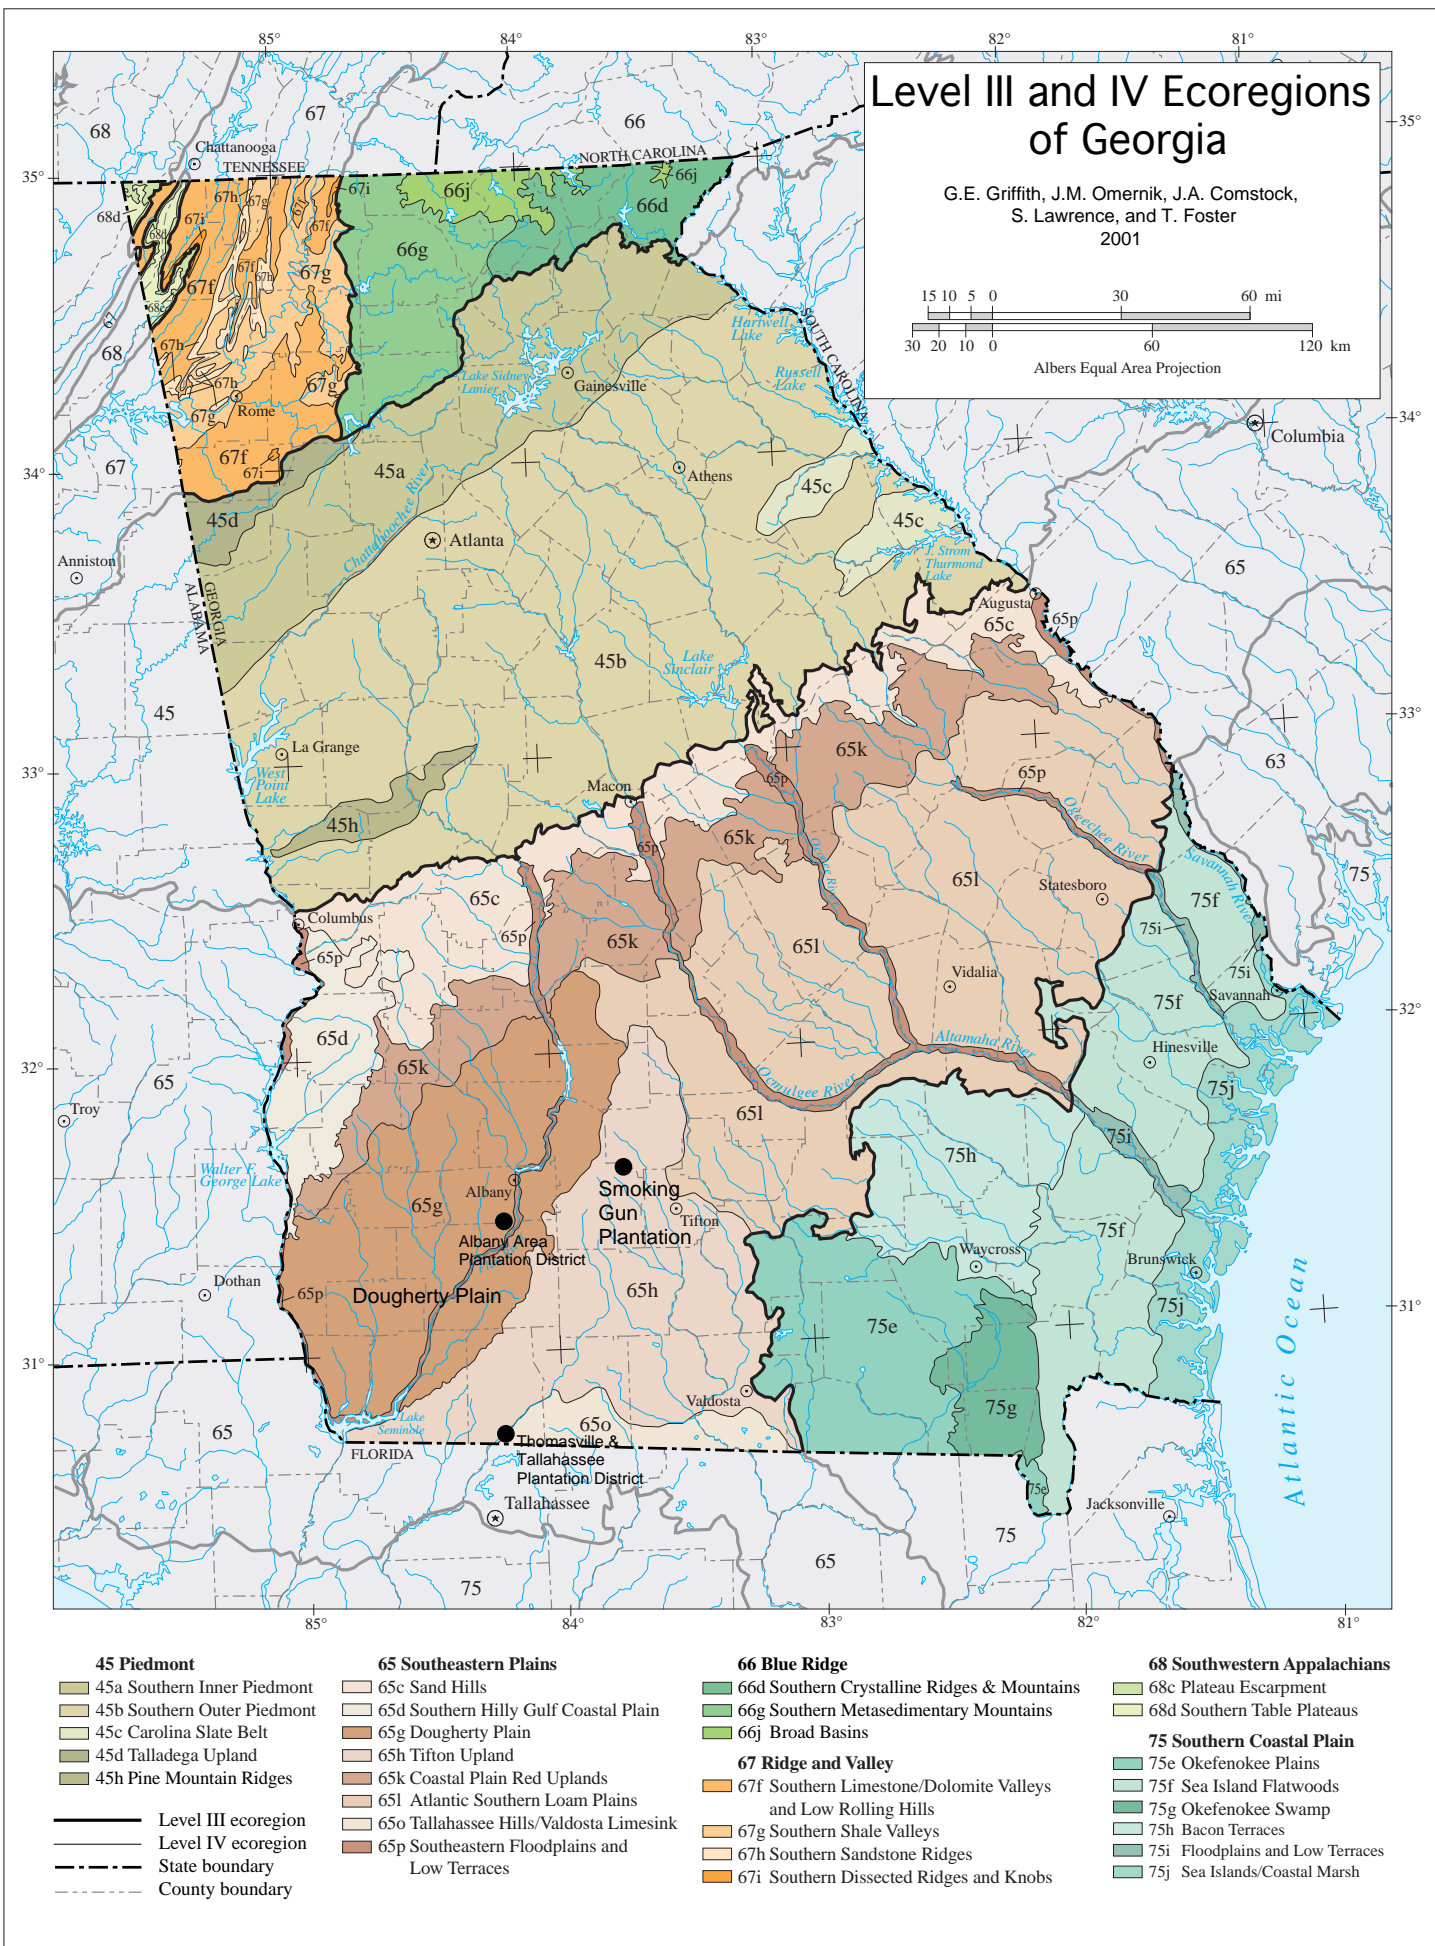 85°
84°
83°
82°
81°
Level III and IV Ecoregions
of Georgia
G.E. Griffith, J.M. Omernik, J.A. Comstock,
S. Lawrence, and T. Foster
2001
15 10 5 0 30 60 mi
30 20 10 0 60 120 km
Albers Equal Area Projection
35°
35°
34°
34°
33°
33°
32°
32°
31°
31°
68
67
66
Chattanooga
TENNESSEE
NORTH CAROLINA
68d
67h
67g
67i
66j
66j
66d
67i
67f
67f
68d
66g
67f
67h
67g
67f
68c
67
68
67h
67h
67g
67g
Rome
67f
67i
67
Hartwell
Lake
SOUTH CAROLINA
Russell
Lake
Lake Sidney
Lanier
Gainesville
Columbia
45a
Athens
45c
45c
45d
Chattahoochee River
Atlanta
J. Strom
Thurmond
Lake
65
Anniston
GEORGIA
ALABAMA
Augusta
65c
65p
45b
Lake
Sinclair
45
La Grange
West
Point
Lake
65k
65p
65p
63
Macon
45h
65k
65p
Ogeechee River
Oconee River
Savannah River
75
65c
65l
Statesboro
75f
Columbus
65p
65p
65k
65l
75i
Vidalia
75i
Savannah
75f
65d
Altamaha River
Hinesville
65k
65
Ocmulgee River
75j
Troy
65l
75i
Walter F.
George Lake
75h
Albany
65g
Smoking
Gun
Plantation
Tifton
75f
Albany Area
Plantation District
Waycross
Brunswick
Dothan
65p
Dougherty Plain
65h
75j
75e
Atlantic Ocean
Valdosta
75g
65
Lake
Seminole
65o
FLORIDA
Thomasville &
Tallahassee
Plantation District
75e
Tallahassee
Jacksonville
75
65
75
85°
84°
83°
82°
81°
45 Piedmont
45a Southern Inner Piedmont
45b Southern Outer Piedmont
45c Carolina Slate Belt
45d Talladega Upland
45h Pine Mountain Ridges
Level III ecoregion
Level IV ecoregion
State boundary
County boundary
65 Southeastern Plains
65c Sand Hills
65d Southern Hilly Gulf Coastal Plain
65g Dougherty Plain
65h Tifton Upland
65k Coastal Plain Red Uplands
65l Atlantic Southern Loam Plains
65o Tallahassee Hills/Valdosta Limesink
65p Southeastern Floodplains and
Low Terraces
66 Blue Ridge
66d Southern Crystalline Ridges & Mountains
66g Southern Metasedimentary Mountains
66j Broad Basins
67 Ridge and Valley
67f Southern Limestone/Dolomite Valleys
and Low Rolling Hills
67g Southern Shale Valleys
67h Southern Sandstone Ridges
67i Southern Dissected Ridges and Knobs
68 Southwestern Appalachians
68c Plateau Escarpment
68d Southern Table Plateaus
75 Southern Coastal Plain
75e Okefenokee Plains
75f Sea Island Flatwoods
75g Okefenokee Swamp
75h Bacon Terraces
75i Floodplains and Low Terraces
75j Sea Islands/Coastal Marsh